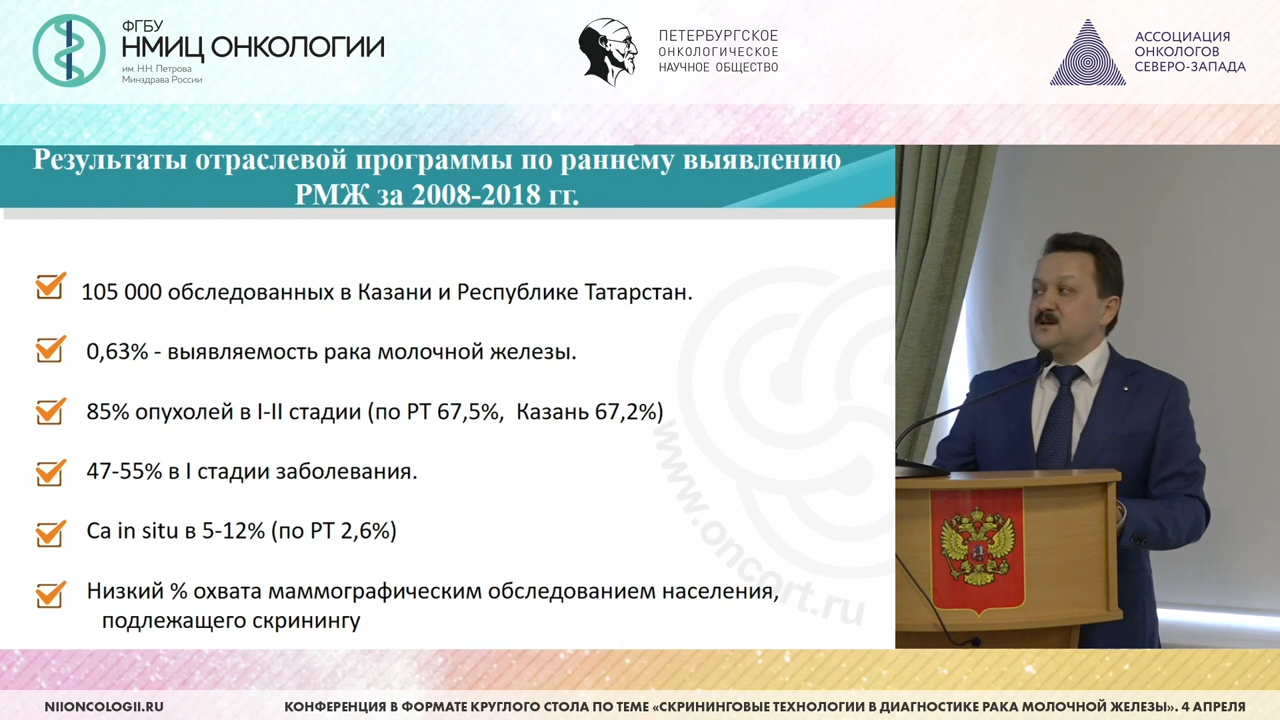 ФГБУ
НМИЦ ОНКОЛОГИИ
им. Н.Н. Петрова
Минздрава России
ПЕТЕРБУРГСКОЕ
ОНКОЛОГИЧЕСКОЕ
НАУЧНОЕ ОБЩЕСТВО
АССОЦИАЦИЯ
ОНКОЛОГОВ
СЕВЕРО-ЗАПАДА
Результаты отраслевой программы по раннему выявлению
РМЖ за 2008-2018 гг.
105 000 обследованных в Казани и Республике Татарстан.
0,63% - выявляемость рака молочной железы.
85% опухолей в I-II стадии (по РТ 67,5%, Казань 67,2%)
47-55% в I стадии заболевания.
Ca in situ в 5-12% (по РТ 2,6%)
Низкий % охвата маммографическим обследованием населения,
подлежащего скринингу
www.oncort.ru
NIIONCOLOGII.RU
КОНФЕРЕНЦИЯ В ФОРМАТЕ КРУГЛОГО СТОЛА ПО ТЕМЕ «СКРИНИНГОВЫЕ ТЕХНОЛОГИИ В ДИАГНОСТИКЕ РАКА МОЛОЧНОЙ ЖЕЛЕЗЫ». 4 АПРЕЛЯ